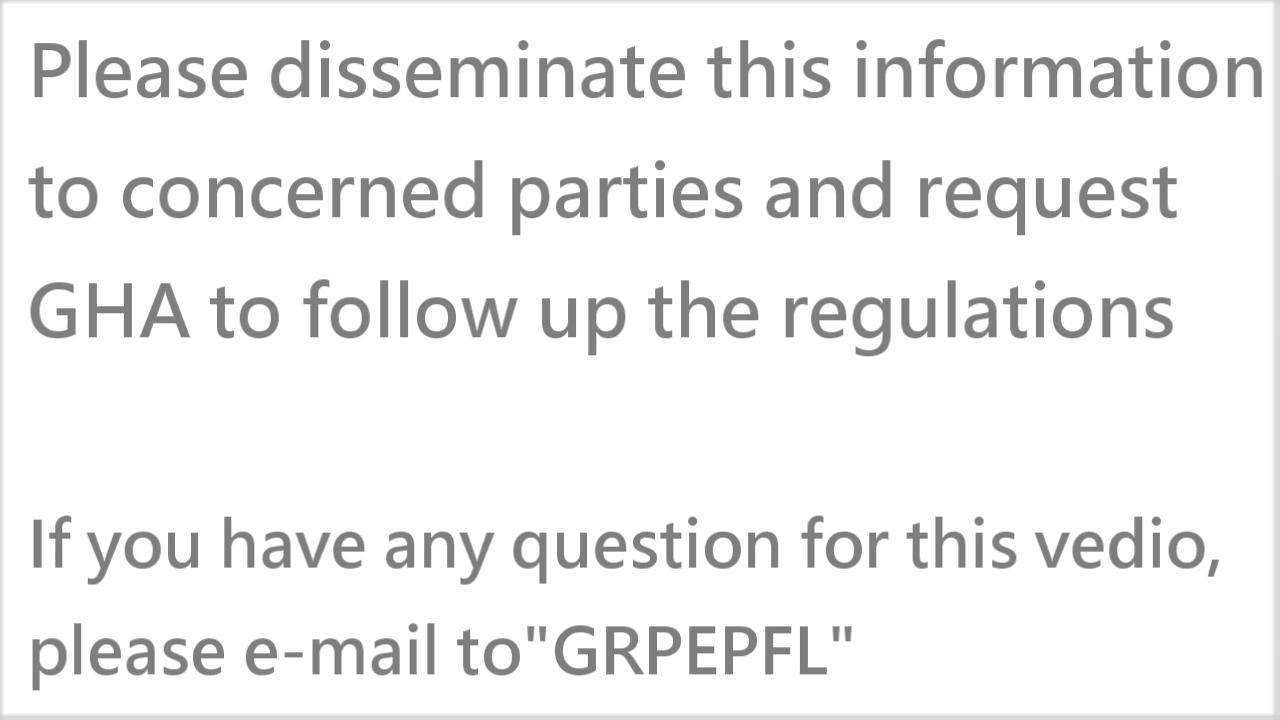 Please disseminate this information
to concerned parties and request
GHA to follow up the regulations
If you have any question for this vedio,
please e-mail to"GRPEPFL"